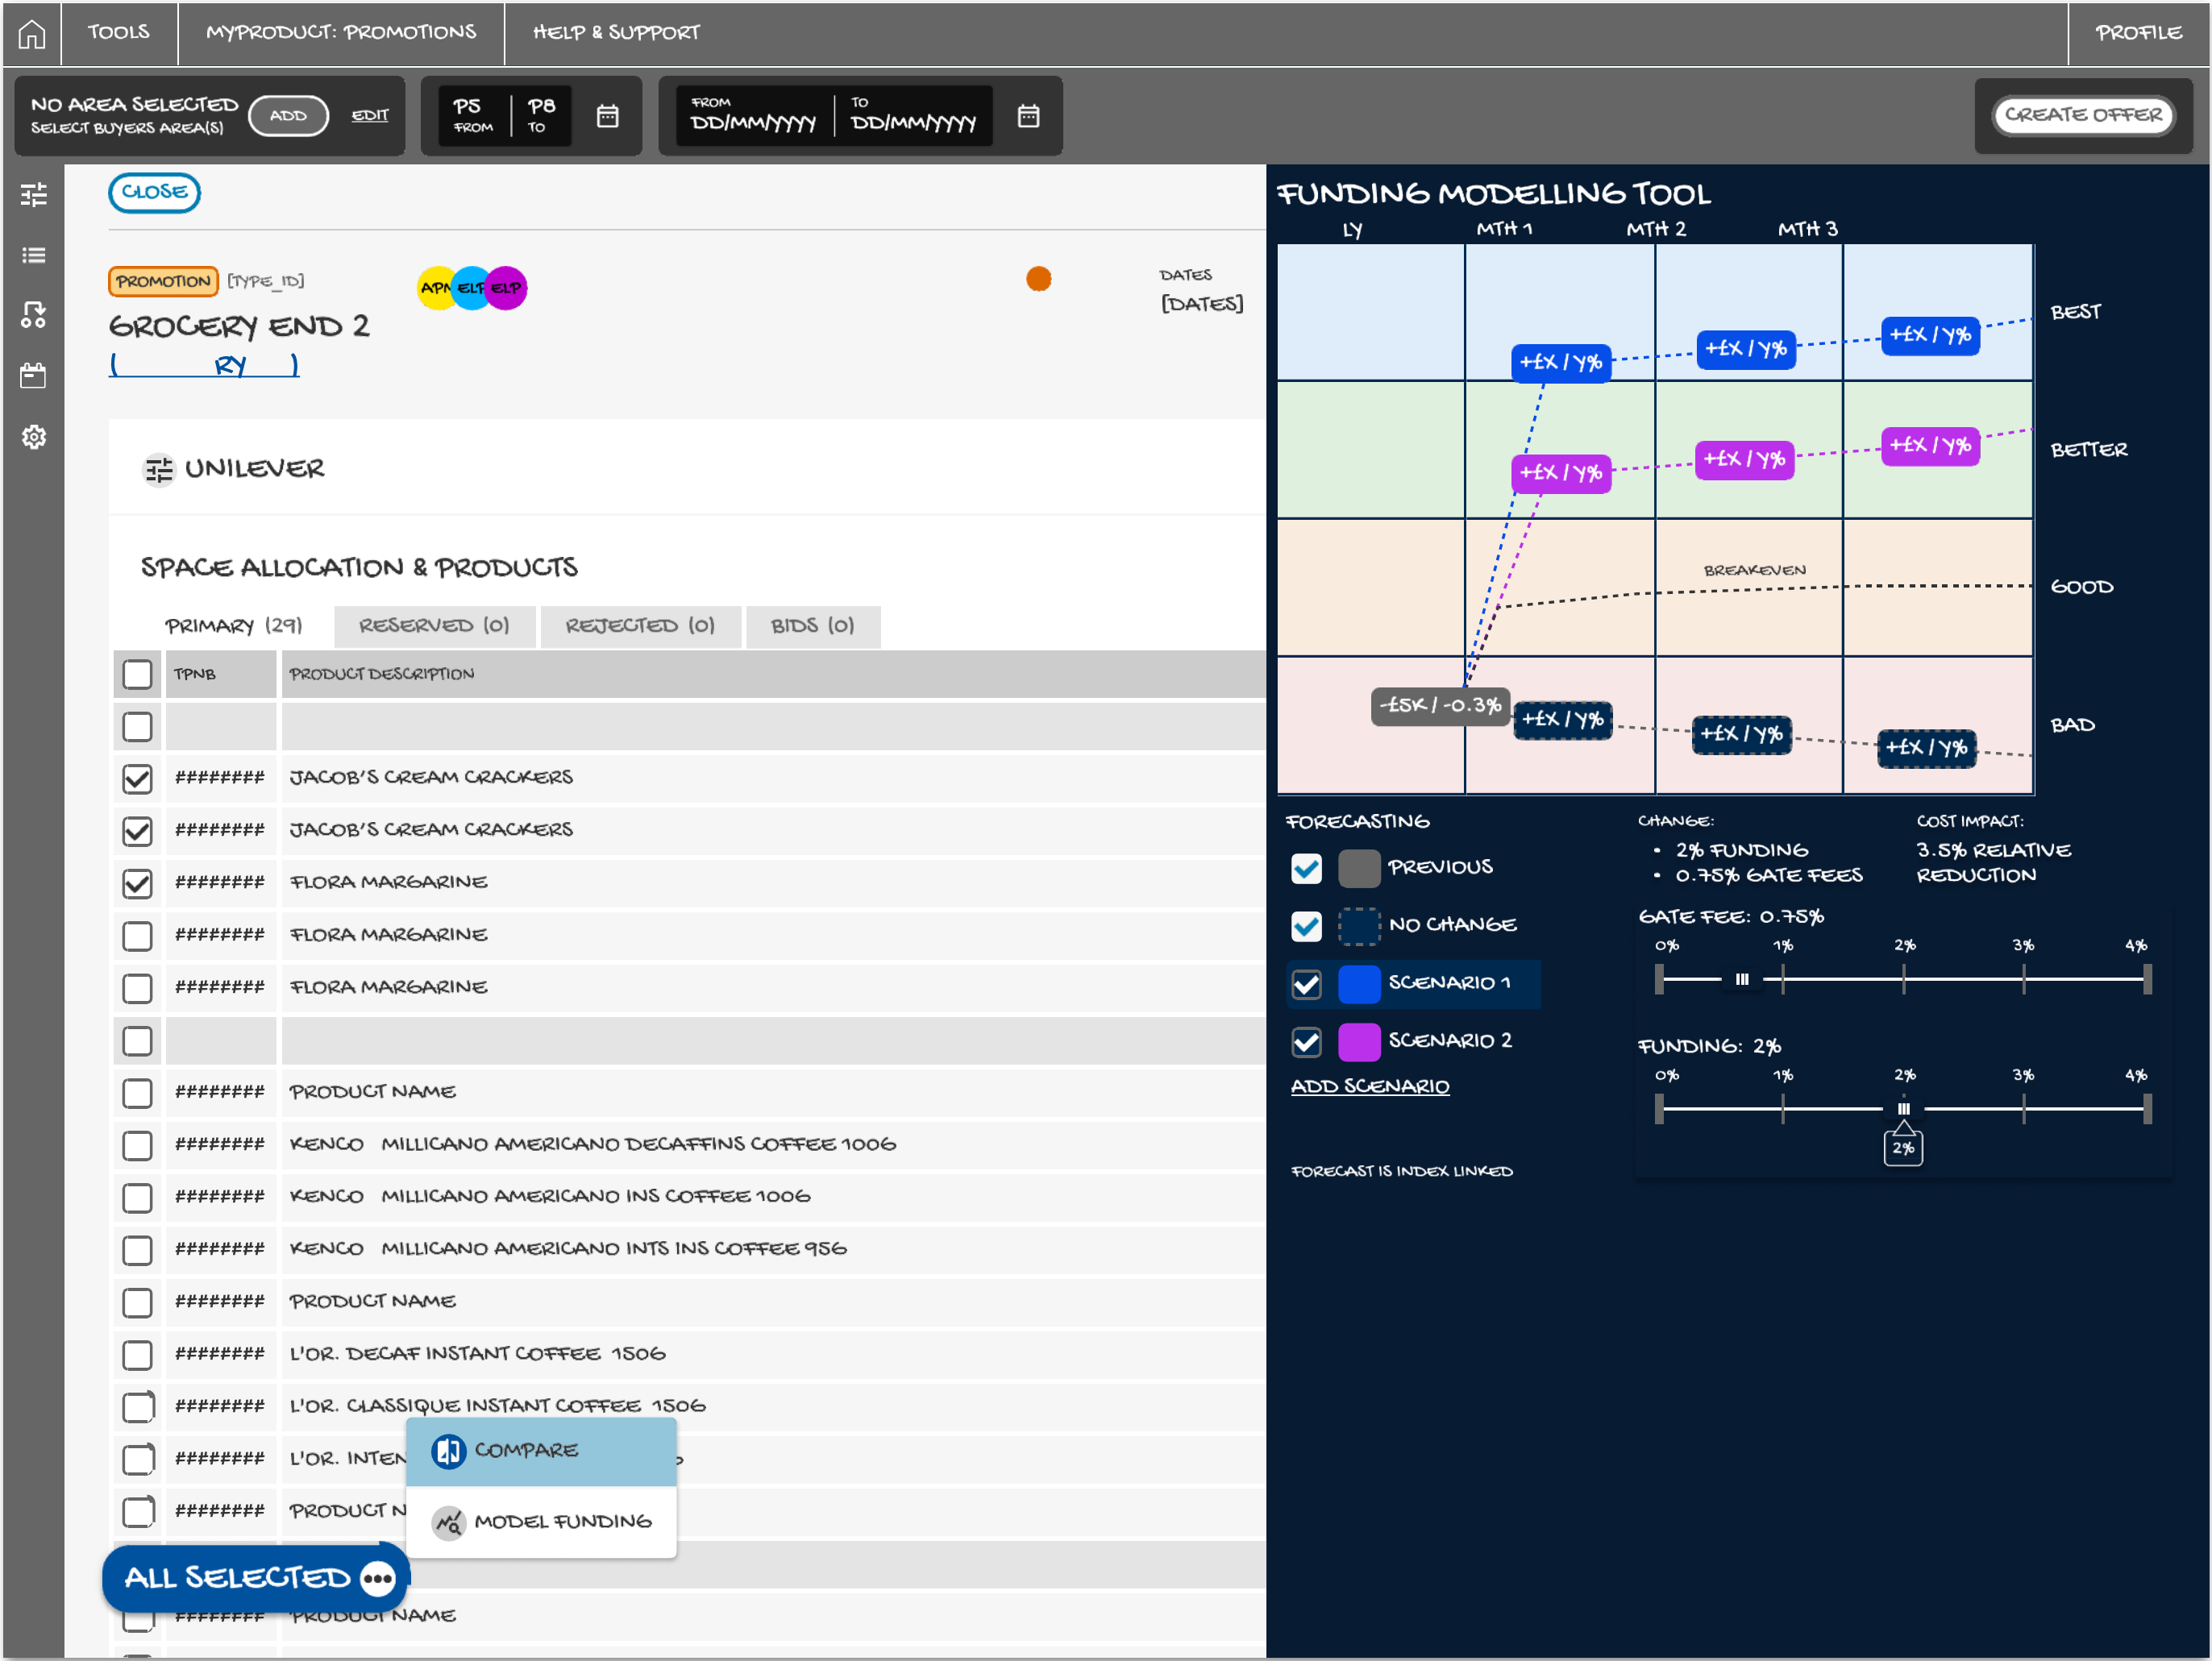 TOOLS
MYPRODUCT: PROMOTIONS
HELP & SUPPORT
PROFILE
NO AREA SELECTED
SELECT BUYERS AREA(S)
ADD
EDIT
P5
FROM
P8
TO
FROM
DD/MM/YYYY
TO
DD/MM/YYYY
CREATE OFFER
CLOSE
PROMOTION
[TYPE_ID]
APM
ELP
ELP
DATES
[DATES]
GROCERY END 2
( RY )
UNILEVER
SPACE ALLOCATION & PRODUCTS
PRIMARY (29)
RESERVED (0)
REJECTED (0)
BIDS (0)
TPNB PRODUCT DESCRIPTION
######## JACOB'S CREAM CRACKERS
######## JACOB'S CREAM CRACKERS
######## FLORA MARGARINE
######## FLORA MARGARINE
######## FLORA MARGARINE
######## PRODUCT NAME
######## KENCO MILLICANO AMERICANO DECAFFINS COFFEE 100G
######## KENCO MILLICANO AMERICANO INS COFFEE 100G
######## KENCO MILLICANO AMERICANO INTS INS COFFEE 95G
######## PRODUCT NAME
######## L'OR. DECAF INSTANT COFFEE 150G
######## L'OR. CLASSIQUE INSTANT COFFEE 150G
######## L'OR. INTEN
######## PRODUCT N
COMPARE
MODEL FUNDING
ALL SELECTED
######## PRODUCT NAME
FUNDING MODELLING TOOL
LY MTH 1 MTH 2 MTH 3
BEST
+£X / Y% +£X / Y% +£X / Y%
BETTER
+£X / Y% +£X / Y% +£X / Y%
BREAKEVEN
GOOD
-£5K / -0.3%
+£X / Y% +£X / Y% +£X / Y%
BAD
FORECASTING
PREVIOUS
NO CHANGE
SCENARIO 1
SCENARIO 2
ADD SCENARIO
FORECAST IS INDEX LINKED
CHANGE:
• 2% FUNDING
• 0.75% GATE FEES
COST IMPACT:
3.5% RELATIVE
REDUCTION
GATE FEE: 0.75%
0% 1% 2% 3% 4%
FUNDING: 2%
0% 1% 2% 3% 4%
2%